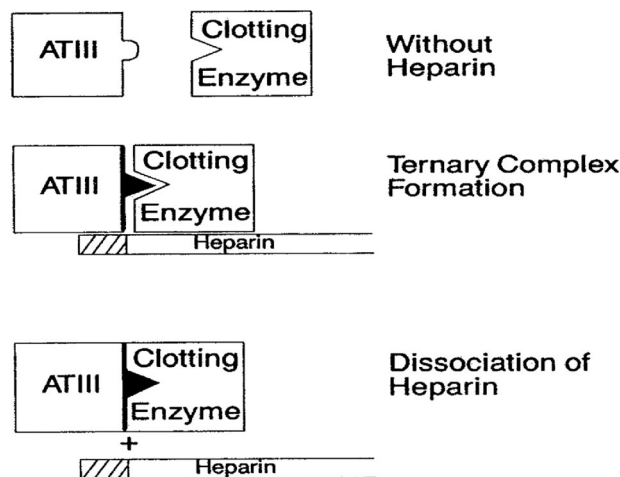 ATIII
Clotting
Enzyme
Without
Heparin
ATIII
Clotting
Enzyme
Heparin
Ternary Complex
Formation
ATIII
Clotting
Enzyme
+
Heparin
Dissociation of
Heparin